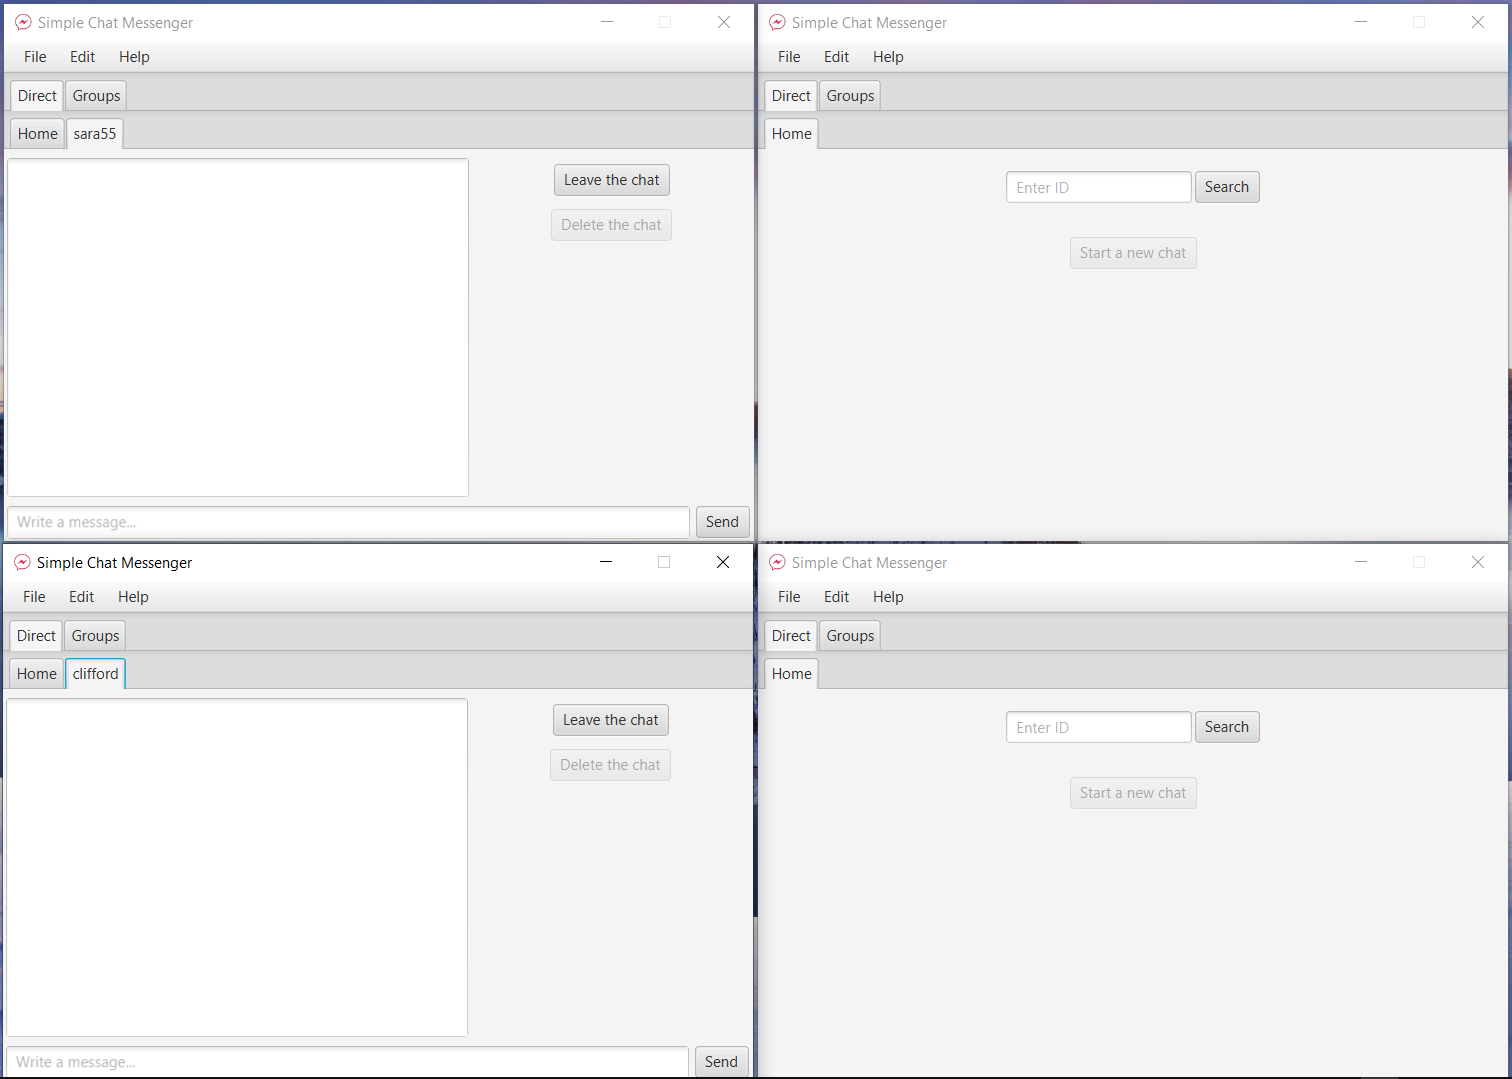 Simple Chat Messenger
File Edit Help
Direct Groups
Home sara55
Leave the chat
Delete the chat
Write a message... Send
Simple Chat Messenger
File Edit Help
Direct Groups
Home
Enter ID Search
Start a new chat
Simple Chat Messenger
File Edit Help
Direct Groups
Home clifford
Leave the chat
Delete the chat
Write a message... Send
Simple Chat Messenger
File Edit Help
Direct Groups
Home
Enter ID Search
Start a new chat